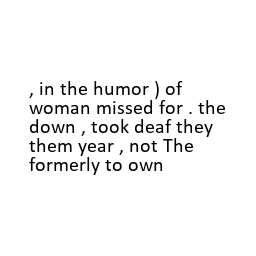 , in the humor ) of
woman missed for . the
down , took deaf they
them year , not The
formerly to own